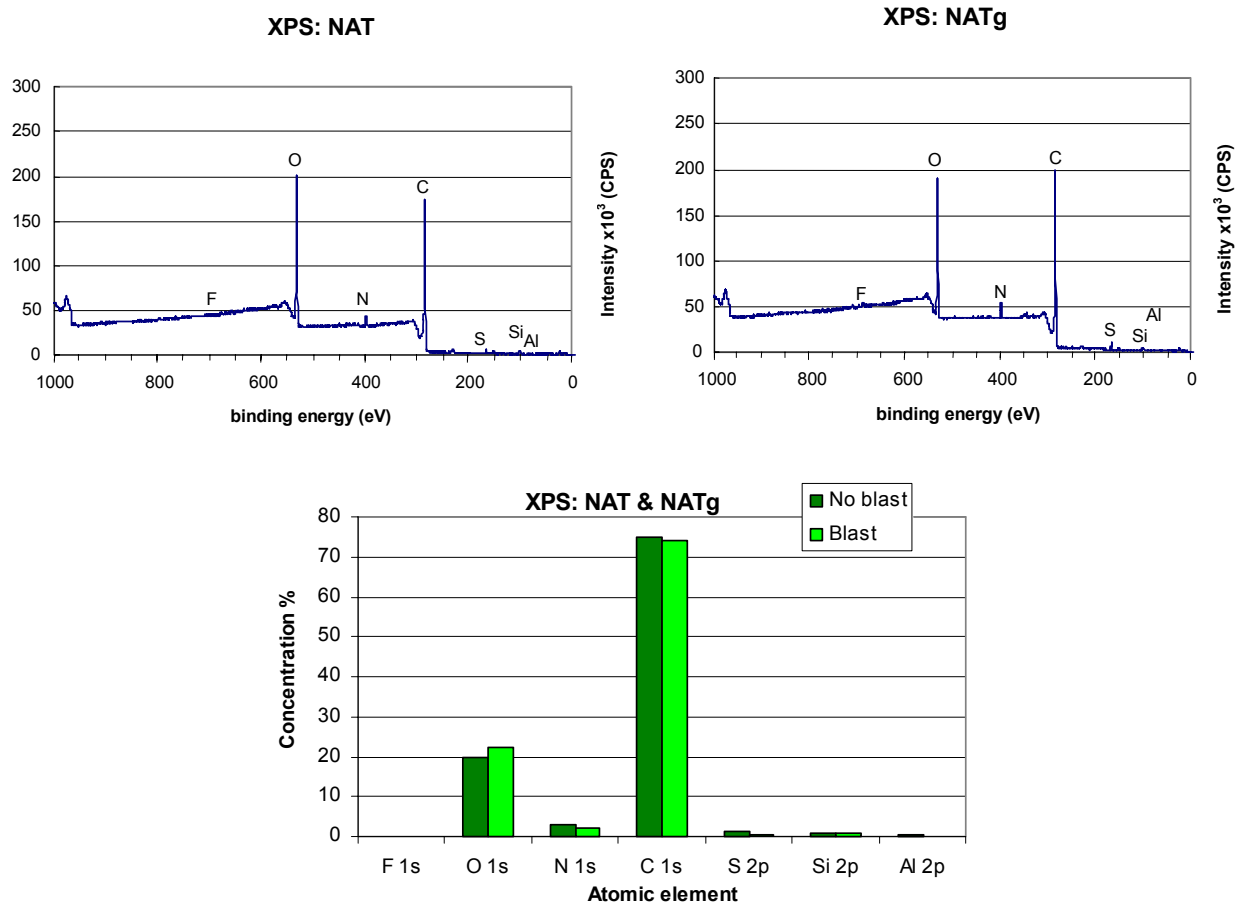 XPS: NAT
300
250
200
150
100
50
0
O
C
F
N
S
Si
Al
1000
800
600
400
200
0
binding energy (eV)
Intensity x10³ (CPS)
XPS: NATg
300
250
200
150
100
50
0
O
C
F
N
S
Si
Al
1000
800
600
400
200
0
binding energy (eV)
Intensity x10³ (CPS)
XPS: NAT & NATg
No blast
Blast
80
70
60
50
40
30
20
10
0
Concentration %
F 1s O 1s N 1s C 1s S 2p Si 2p Al 2p
Atomic element